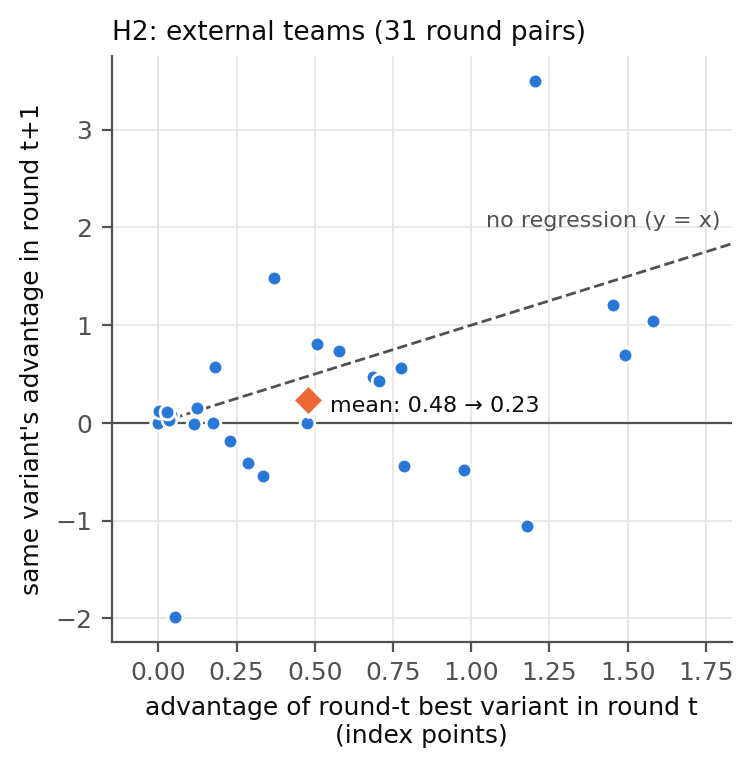 H2: external teams (31 round pairs)
same variant's advantage in round t+1
3
2
1
0
−1
−2
no regression (y = x)
mean: 0.48 → 0.23
0.00 0.25 0.50 0.75 1.00 1.25 1.50 1.75
advantage of round-t best variant in round t
(index points)